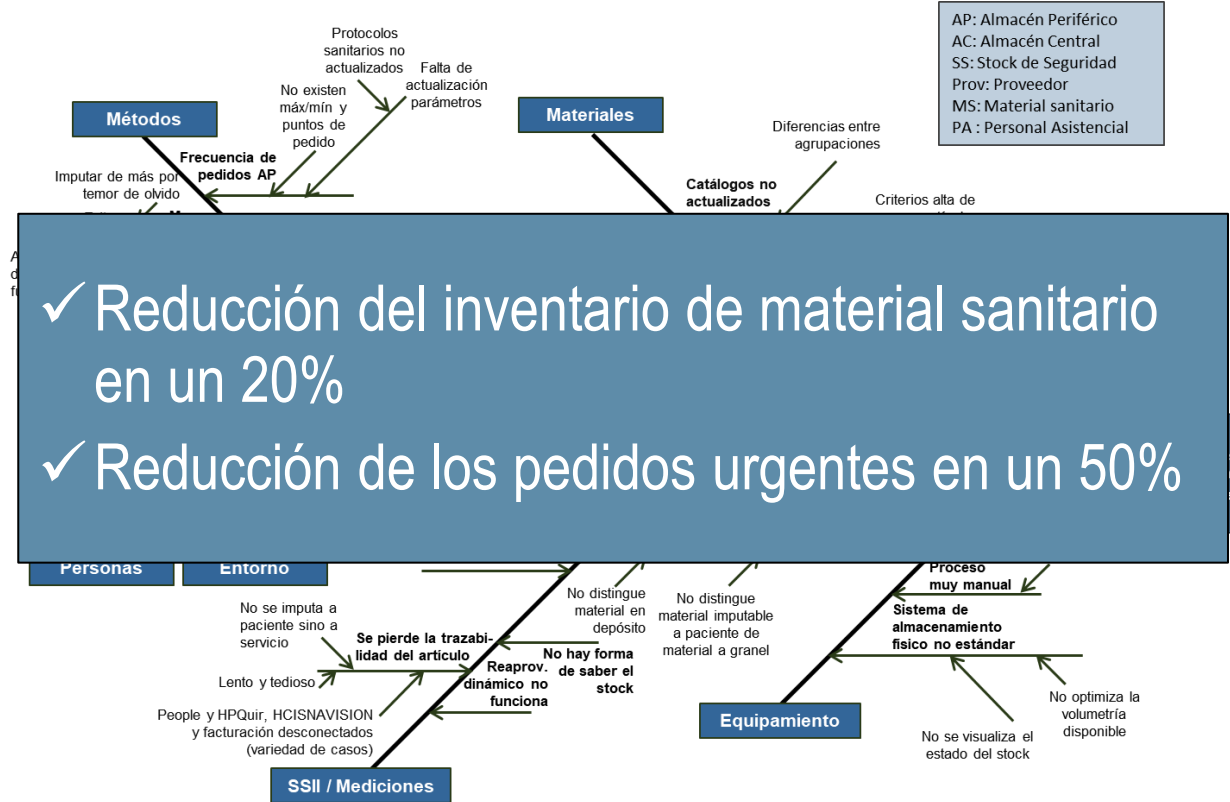 AP: Almacén Periférico
AC: Almacén Central
SS: Stock de Seguridad
Prov: Proveedor
MS: Material sanitario
PA : Personal Asistencial
Protocolos
sanitarios no
actualizados
Falta de
actualización
parámetros
No existen
máx/mín y
puntos de
pedido
Métodos
Frecuencia de
pedidos AP
Imputar de más por
temor de olvido
Materiales
Diferencias entre
agrupaciones
Catálogos no
actualizados
Criterios alta de
✓ Reducción del inventario de material sanitario
en un 20%
✓ Reducción de los pedidos urgentes en un 50%
Personas
Entorno
No se imputa a
paciente sino a
servicio
Se pierde la trazabi-
lidad del artículo
Lento y tedioso
People y HPQuir, HCISNAVISION
y facturación desconectados
(variedad de casos)
Reaprov.
dinámico no
funciona
No hay forma
de saber el
stock
No distingue
material en
depósito
No distingue
material imputable
a paciente de
material a granel
SSII / Mediciones
Proceso
muy manual
Sistema de
almacenamiento
físico no estándar
Equipamiento
No se visualiza el
estado del stock
No optimiza la
volumetría
disponible